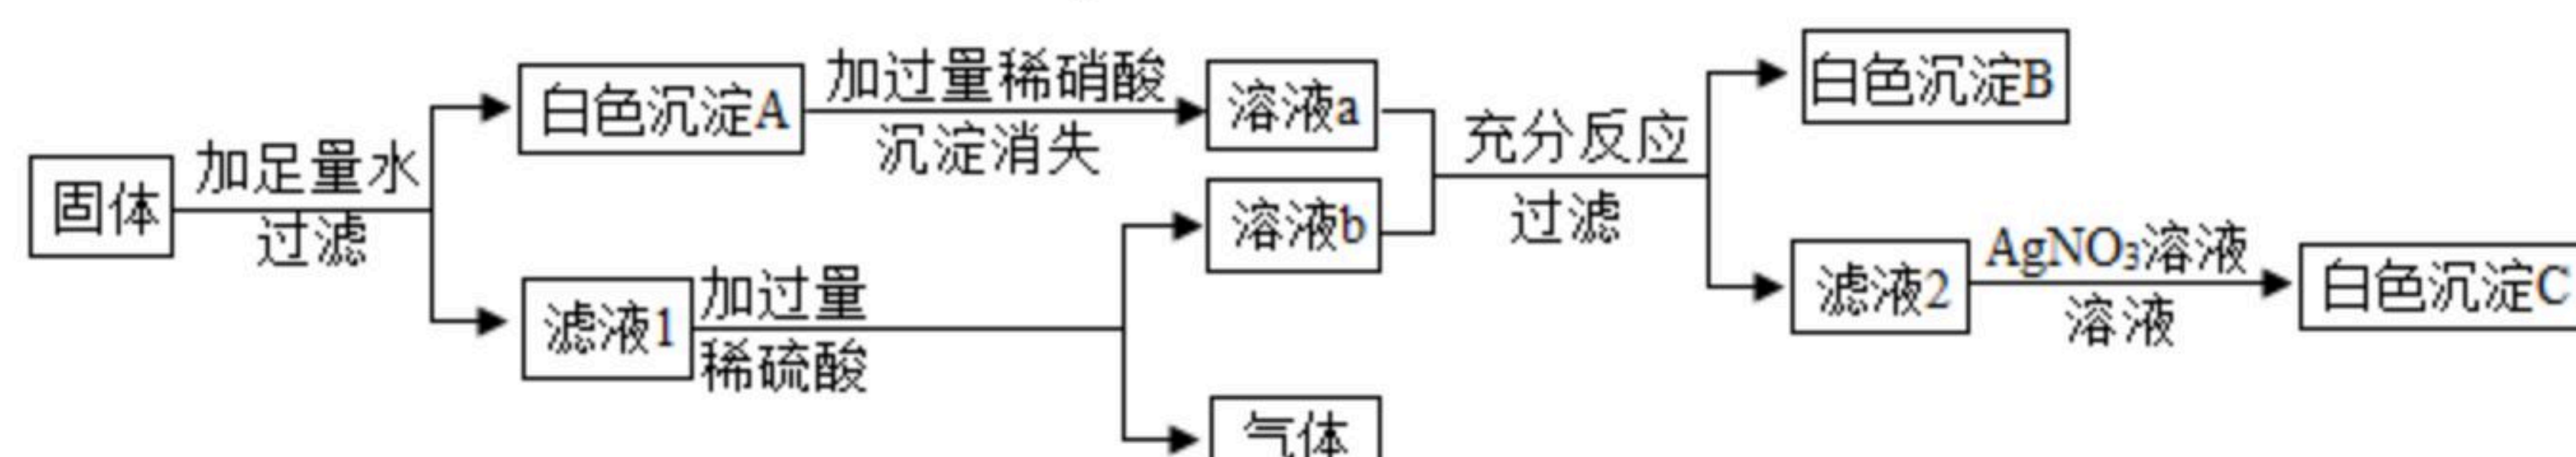 固体
加足量水
过滤
白色沉淀A
加过量稀硝酸
沉淀消失
溶液a
滤液1
加过量
稀硫酸
溶液b
气体
充分反应
过滤
白色沉淀B
滤液2
AgNO₃溶液
溶液
白色沉淀C